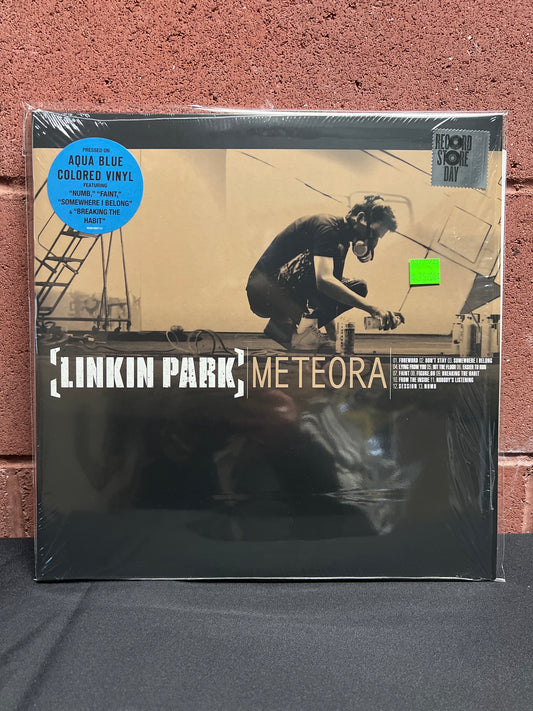 PRESSED ON
AQUA BLUE
COLORED VINYL
FEATURING
"NUMB," "FAINT,"
"SOMEWHERE I BELONG"
& "BREAKING THE
HABIT"
RECORD
STORE
DAY
[LINKIN PARK]
METEORA
01. FOREWORD 02. DON'T STAY 03. SOMEWHERE I BELONG
04. LYING FROM YOU 05. HIT THE FLOOR 06. EASIER TO RUN
07. FAINT 08. FIGURE.09 09. BREAKING THE HABIT
10. FROM THE INSIDE 11. NOBODY'S LISTENING
12. SESSION 13. NUMB